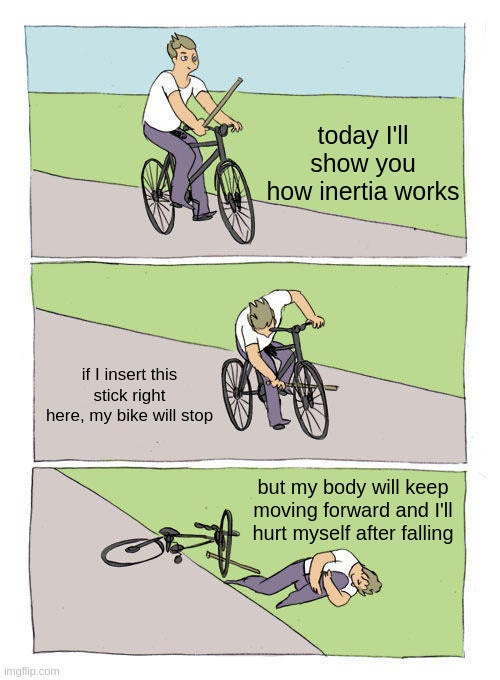 today I'll
show you
how inertia works
if I insert this
stick right
here, my bike will stop
but my body will keep
moving forward and I'll
hurt myself after falling
imgflip.com